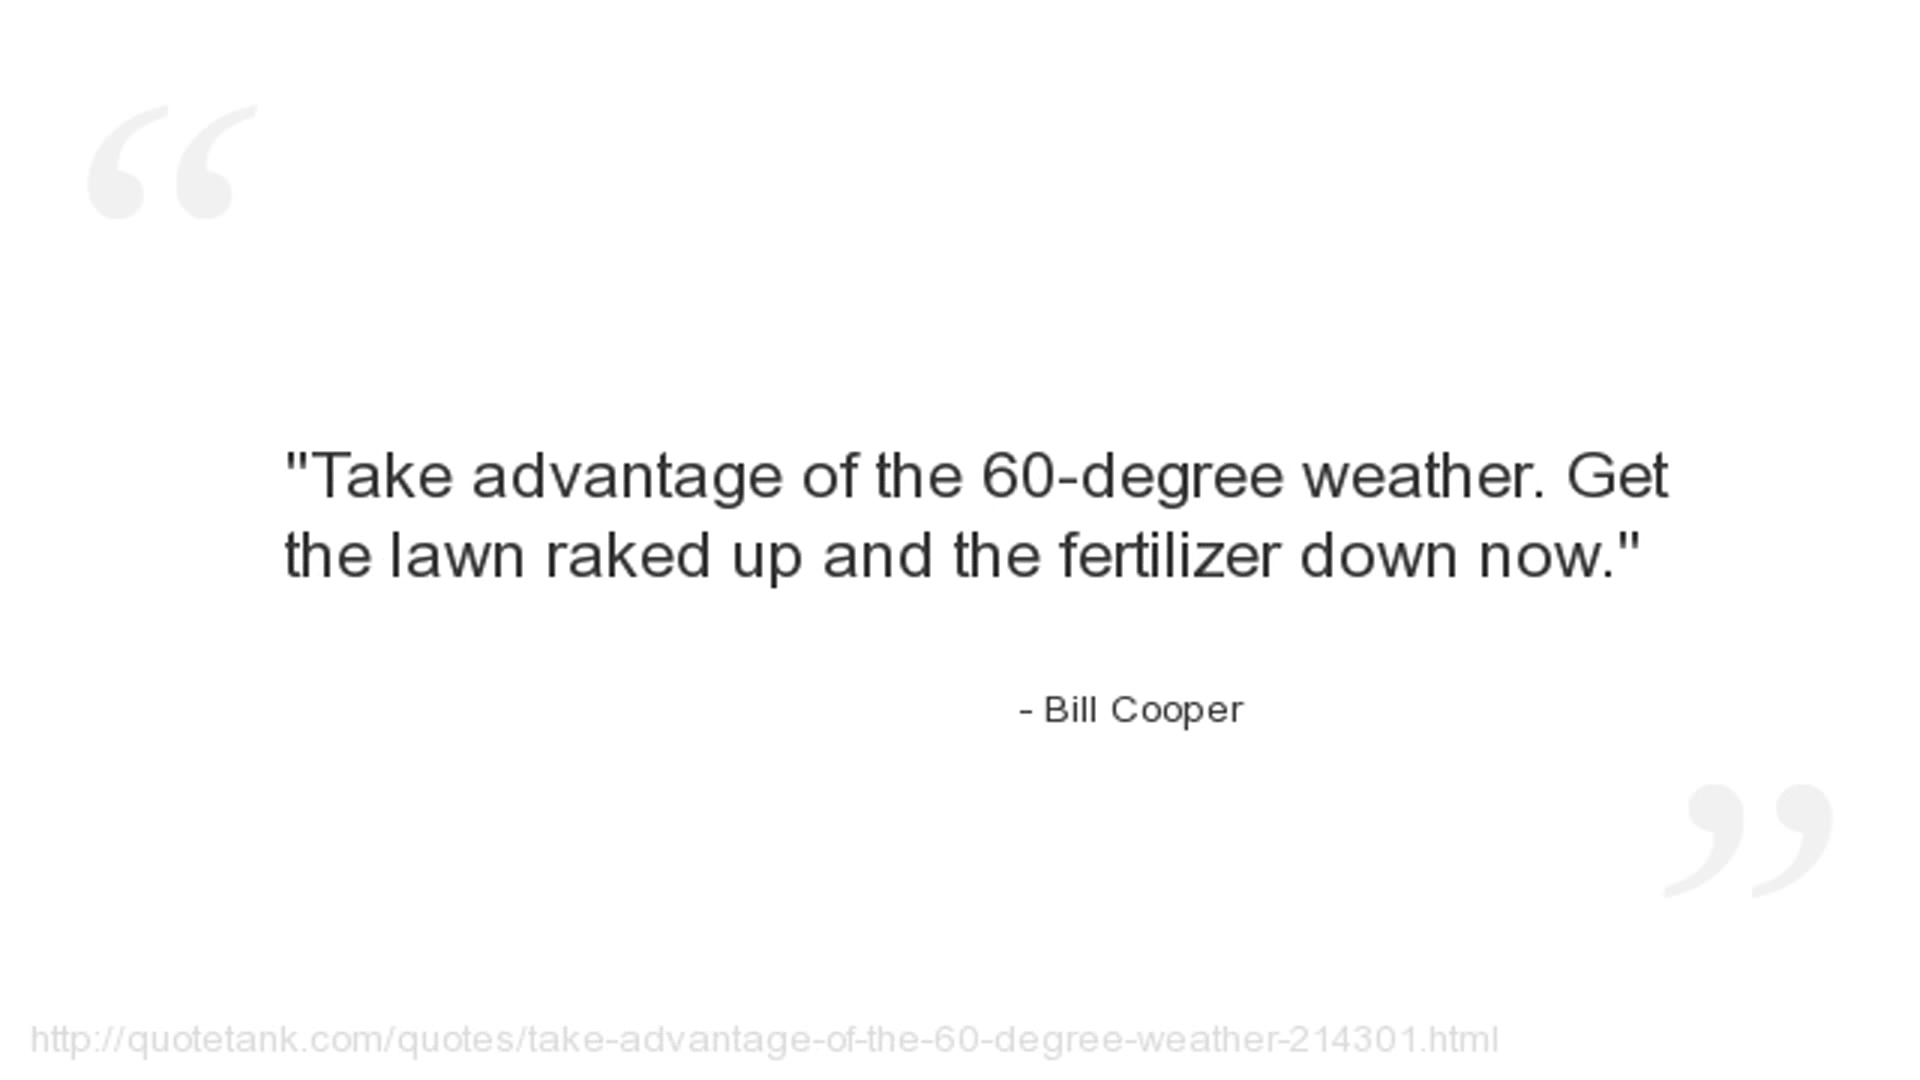 "Take advantage of the 60-degree weather. Get
the lawn raked up and the fertilizer down now."
- Bill Cooper
http://quotetank.com/quotes/take-advantage-of-the-60-degree-weather-214301.html